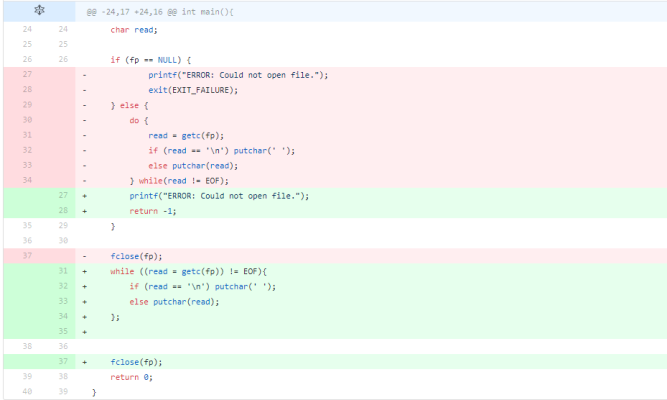 @@ -24,17 +24,16 @@ int main(){
24 24 char read;
25 25
26 26 if (fp == NULL) {
27 - printf("ERROR: Could not open file.");
28 - exit(EXIT_FAILURE);
29 - } else {
30 - do {
31 - read = getc(fp);
32 - if (read == '\n') putchar(' ');
33 - else putchar(read);
34 - } while(read != EOF);
27 + printf("ERROR: Could not open file.");
28 + return -1;
35 29 }
36 30
37 - fclose(fp);
31 + while ((read = getc(fp)) != EOF){
32 + if (read == '\n') putchar(' ');
33 + else putchar(read);
34 + };
35 +
38 36
37 + fclose(fp);
39 38 return 0;
40 39 }